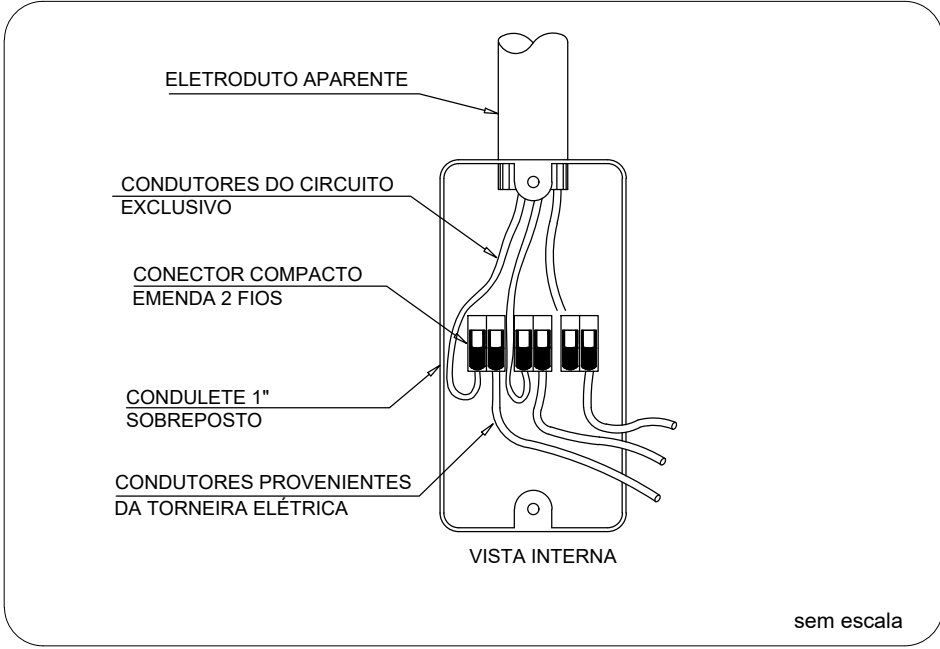 ELETRODUTO APARENTE
CONDUTORES DO CIRCUITO
EXCLUSIVO
CONECTOR COMPACTO
EMENDA 2 FIOS
CONDULETE 1"
SOBREPOSTO
CONDUTORES PROVENIENTES
DA TORNEIRA ELÉTRICA
VISTA INTERNA
sem escala